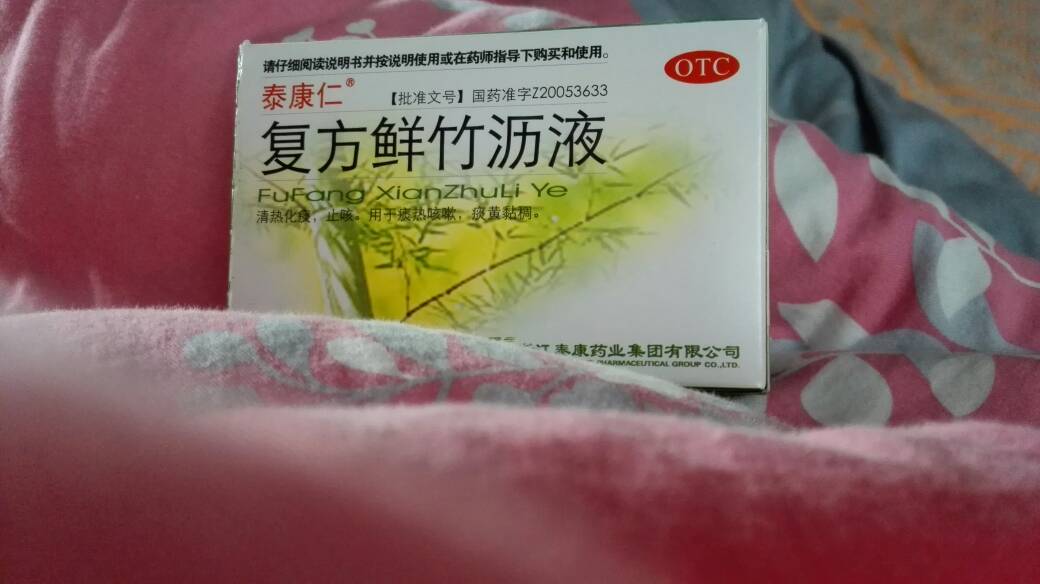 请仔细阅读说明书并按说明使用或在药师指导下购买和使用。
OTC
泰康仁®
【批准文号】国药准字Z20053633
复方鲜竹沥液
FuFang XianZhuLi Ye
清热化痰，止咳。用于痰热咳嗽，痰黄黏稠。
泰康药业集团有限公司
PHARMACEUTICAL GROUP CO.,LTD.